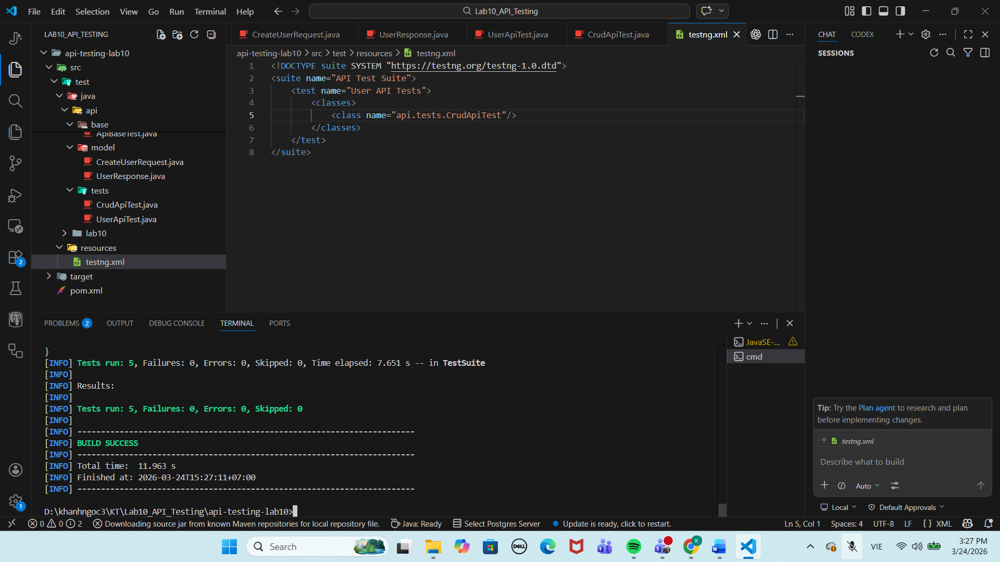 File Edit Selection View Go Run Terminal Help
Lab10_API_Testing
LAB10_API_TESTING
api-testing-lab10
src
test
java
api
base
ApiBaseTest.java
model
CreateUserRequest.java
UserResponse.java
tests
CrudApiTest.java
UserApiTest.java
lab10
resources
testng.xml
target
pom.xml
2
1
CreateUserRequest.java UserResponse.java UserApiTest.java CrudApiTest.java testng.xml
api-testing-lab10 > src > test > resources > testng.xml
1 <!DOCTYPE suite SYSTEM "https://testng.org/testng-1.0.dtd">
2 <suite name="API Test Suite">
3 <test name="User API Tests">
4 <classes>
5 <class name="api.tests.CrudApiTest"/>
6 </classes>
7 </test>
8 </suite>
CHAT CODEX
SESSIONS
Tip: Try the Plan agent to research and plan
before implementing changes.
testng.xml
Describe what to build
Auto
Local Default Approvals
PROBLEMS 2 OUTPUT DEBUG CONSOLE TERMINAL PORTS
JavaSE-...
cmd
}
[INFO] Tests run: 5, Failures: 0, Errors: 0, Skipped: 0, Time elapsed: 7.651 s -- in TestSuite
[INFO]
[INFO] Results:
[INFO]
[INFO] Tests run: 5, Failures: 0, Errors: 0, Skipped: 0
[INFO]
[INFO] ------------------------------------------------------------------------
[INFO] BUILD SUCCESS
[INFO] ------------------------------------------------------------------------
[INFO] Total time:  11.963 s
[INFO] Finished at: 2026-03-24T15:27:11+07:00
[INFO] ------------------------------------------------------------------------
D:\khanhngoc3\KT\Lab10_API_Testing\api-testing-lab10>
0 0 2 Downloading source jar from known Maven repositories for local repository file. Java: Ready Select Postgres Server Update is ready, click to restart. Ln 5, Col 1 Spaces: 4 UTF-8 LF {} XML
Search
DELL
K
VIE
3:27 PM
3/24/2026